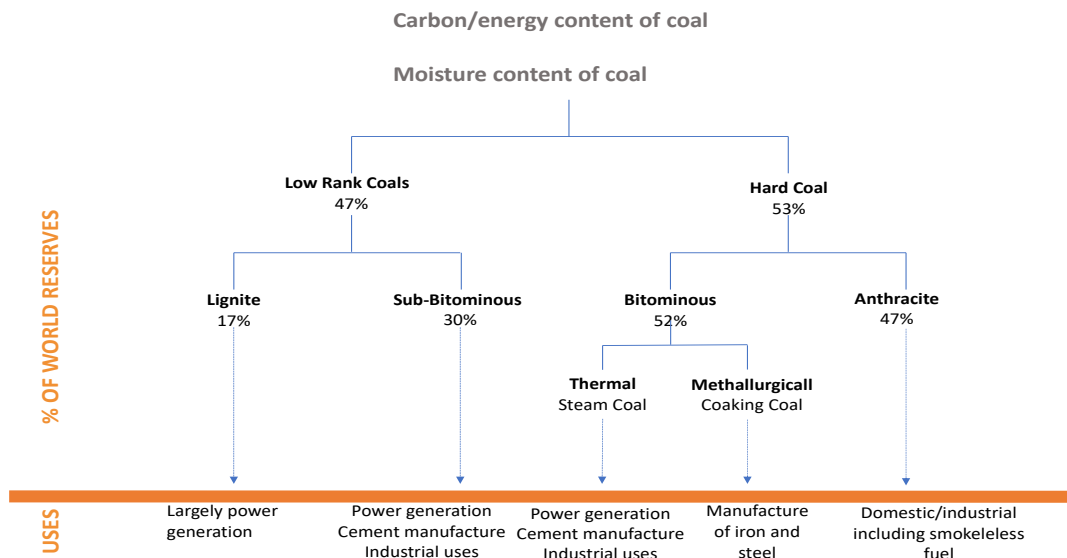 Carbon/energy content of coal
Moisture content of coal
Low Rank Coals
47%
Hard Coal
53%
% OF WORLD RESERVES
Lignite
17%
Sub-Bitominous
30%
Bitominous
52%
Anthracite
47%
Thermal
Steam Coal
Methallurgicall
Coaking Coal
USES
Largely power
generation
Power generation
Cement manufacture
Industrial uses
Power generation
Cement manufacture
Industrial uses
Manufacture
of iron and
steel
Domestic/industrial
including smokeleless
fuel